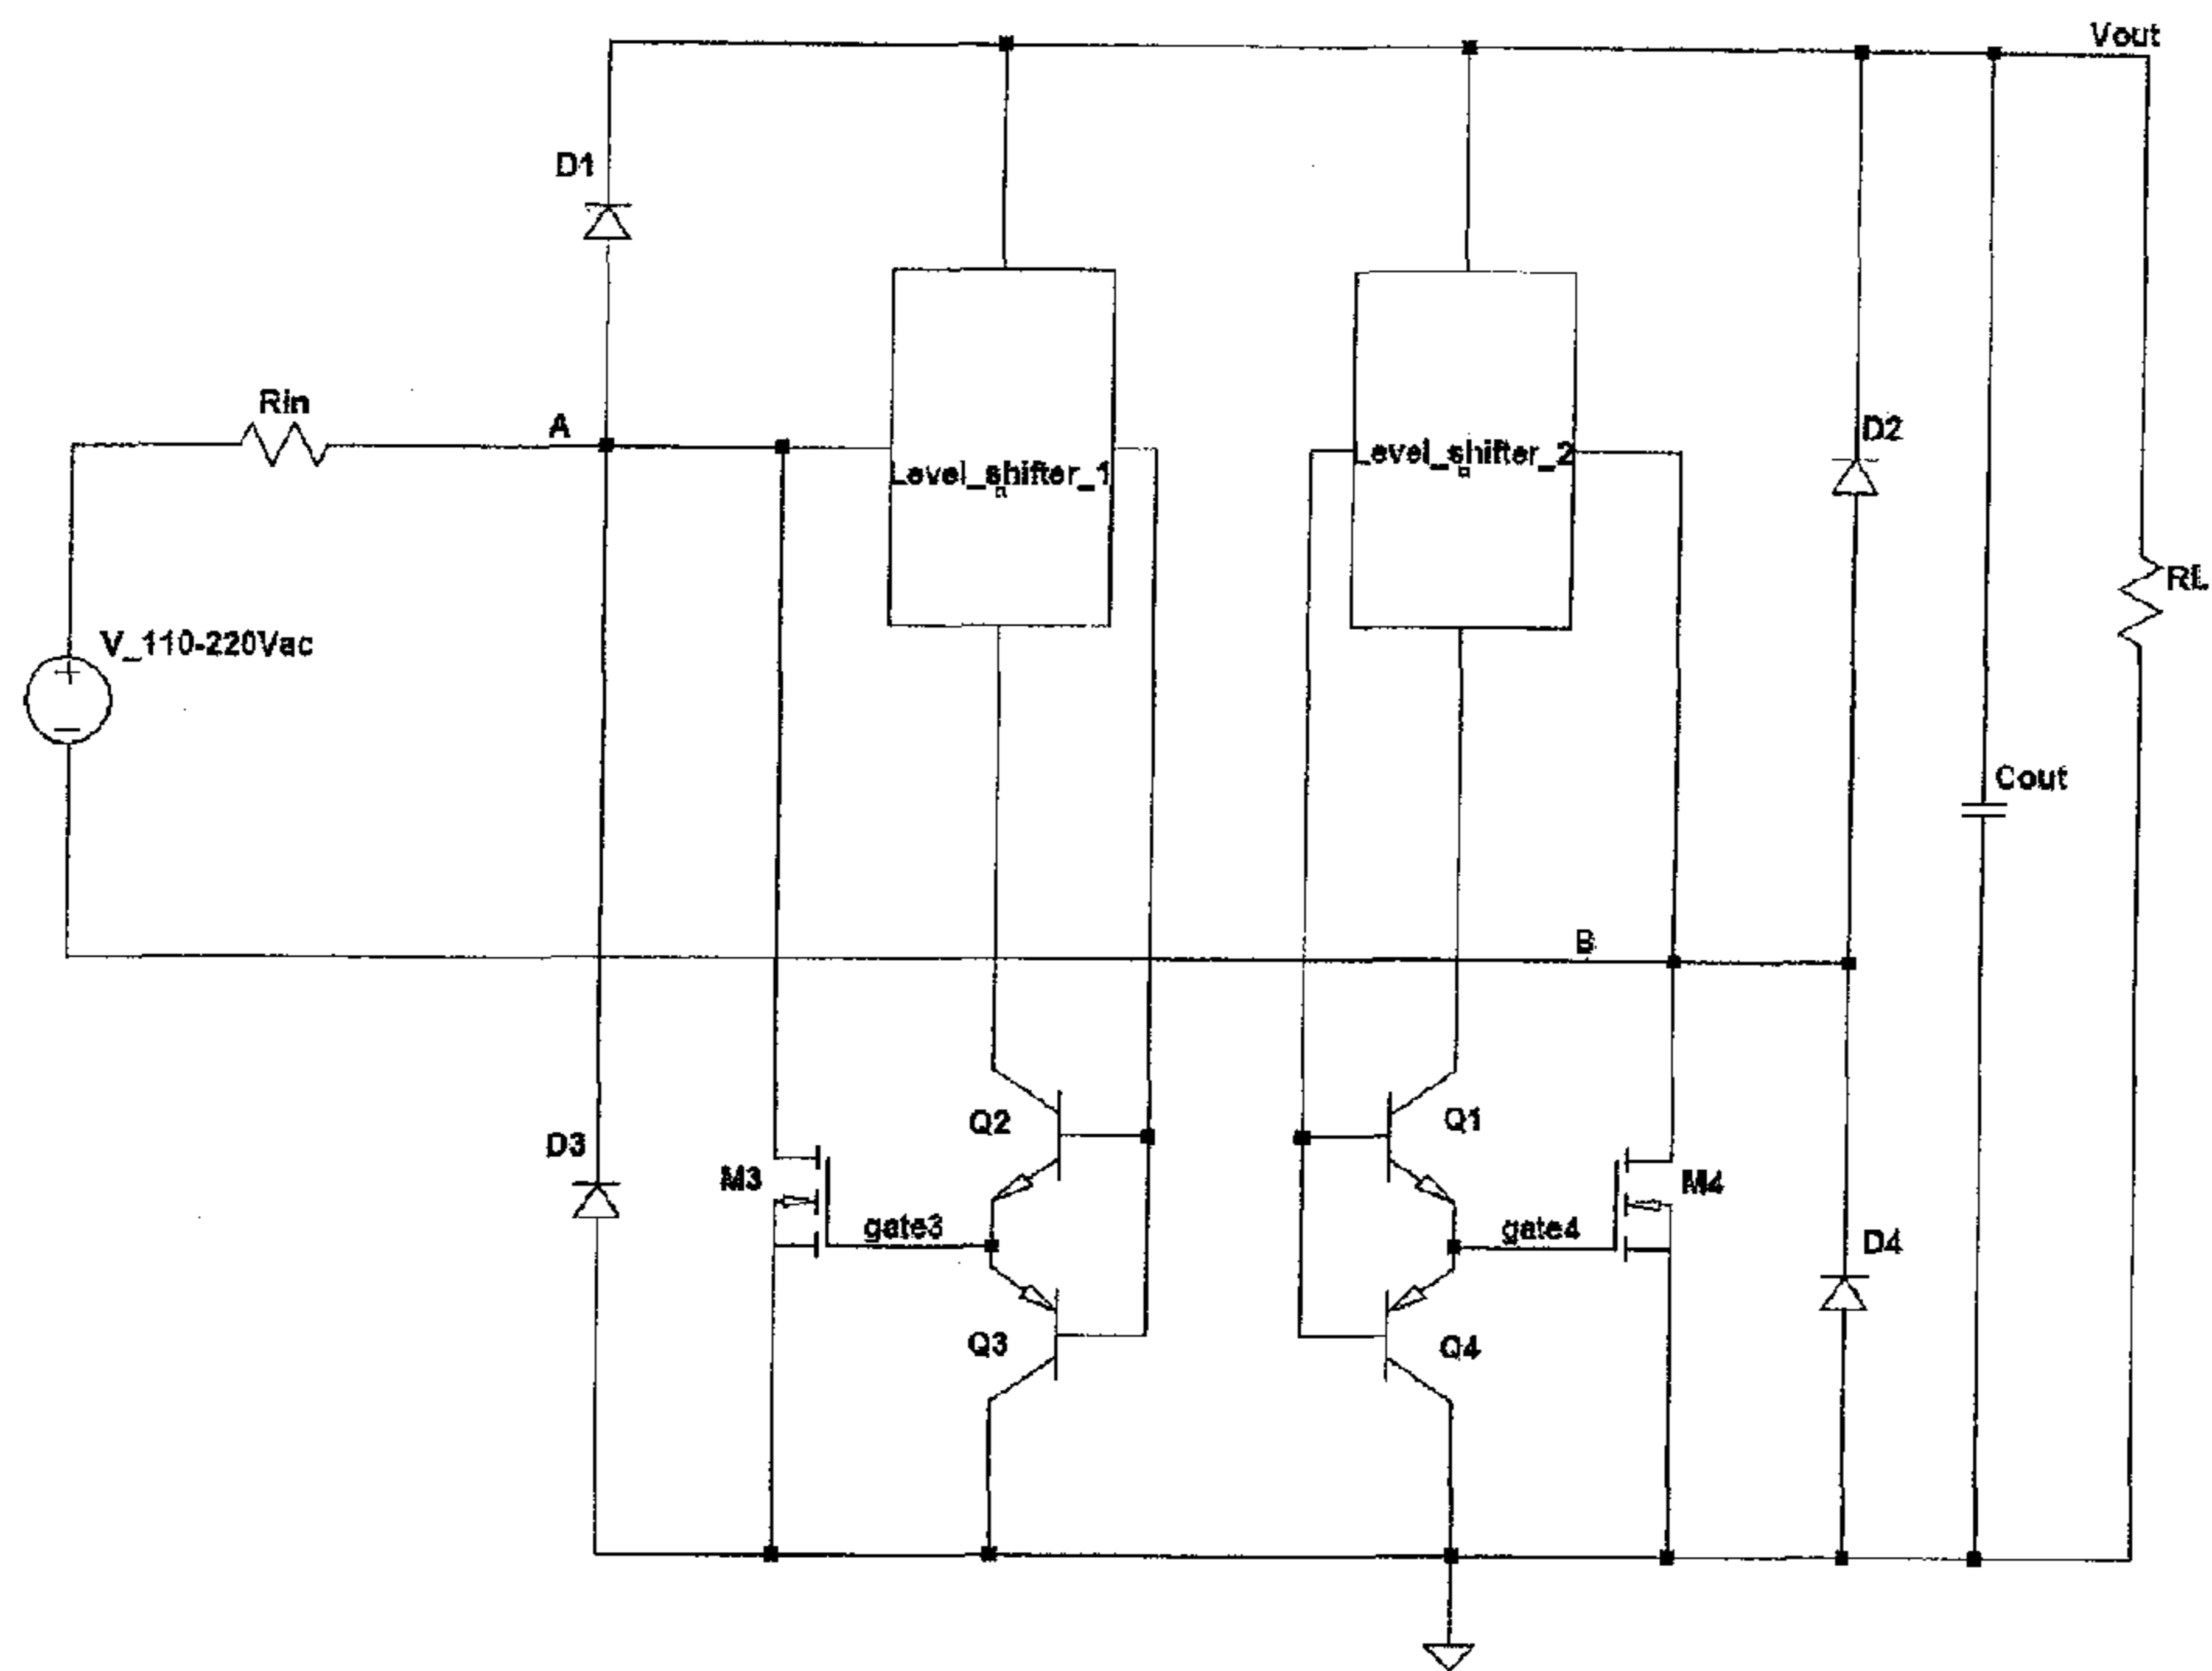 Vout
D1
Rin
A
D2
Level_shifter_1
Level_shifter_2
RL
V_110-220Vac
Cout
B
Q2
Q1
D3
M3
M4
gate3
gate4
D4
Q3
Q4